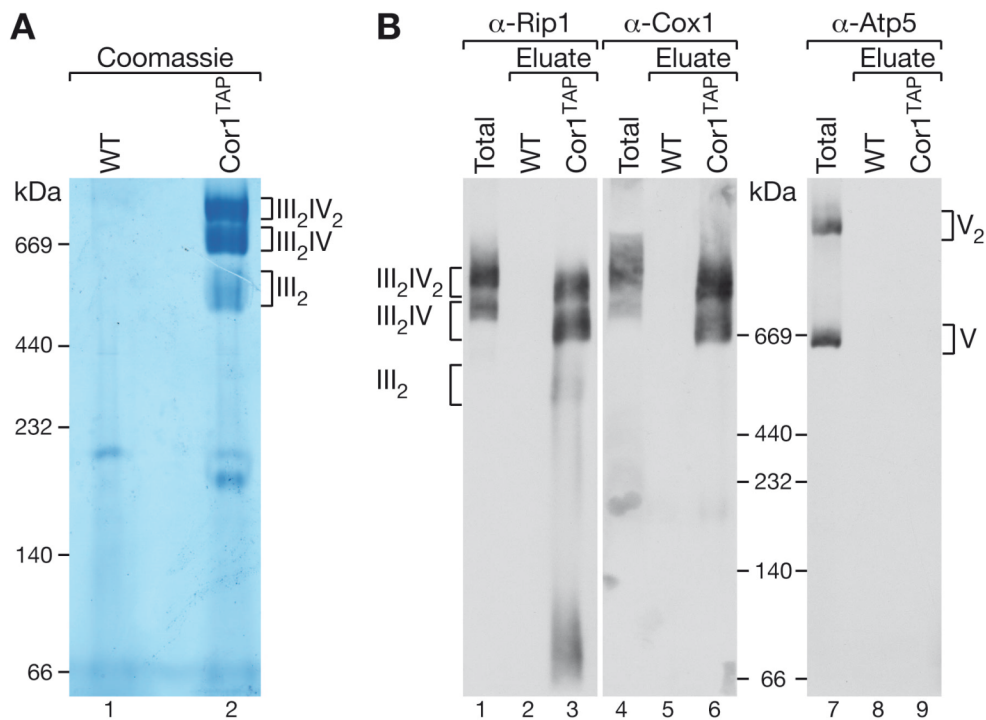 A
Coomassie
WT
Cor1TAP
kDa
669
440
232
140
66
III2IV2
III2IV
III2
1
2
B
α-Rip1
α-Cox1
α-Atp5
Eluate
Eluate
Eluate
Total
WT
Cor1TAP
Total
WT
Cor1TAP
Total
WT
Cor1TAP
kDa
III2IV2
III2IV
III2
669
440
232
140
66
V2
V
1
2
3
4
5
6
7
8
9